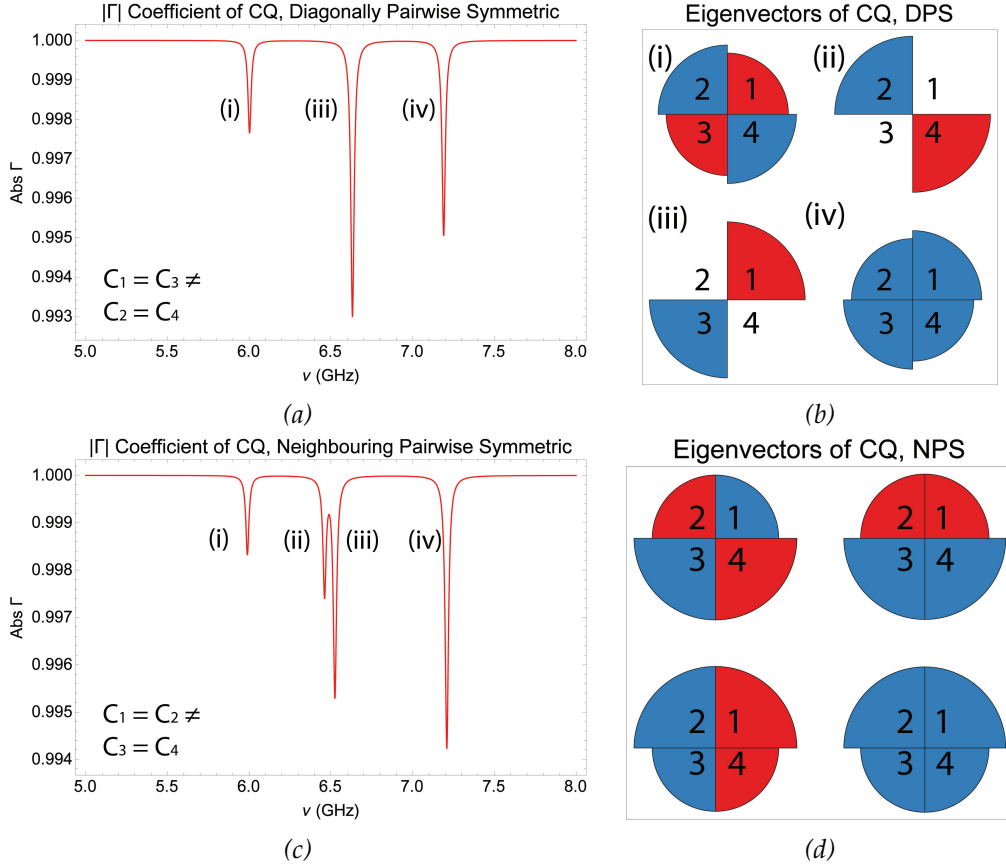 |Γ| Coefficient of CQ, Diagonally Pairwise Symmetric
1.000
0.999
0.998
0.997
0.996
0.995
0.994
0.993
Abs Γ
(i)
(iii)
(iv)
C₁ = C₃ ≠
C₂ = C₄
5.0 5.5 6.0 6.5 7.0 7.5 8.0
ν (GHz)
(a)
Eigenvectors of CQ, DPS
(i)
2 1
3 4
(ii)
2 1
3 4
(iii)
2 1
3 4
(iv)
2 1
3 4
(b)
|Γ| Coefficient of CQ, Neighbouring Pairwise Symmetric
1.000
0.999
0.998
0.997
0.996
0.995
0.994
Abs Γ
(i)
(ii)
(iii)
(iv)
C₁ = C₂ ≠
C₃ = C₄
5.0 5.5 6.0 6.5 7.0 7.5 8.0
ν (GHz)
(c)
Eigenvectors of CQ, NPS
2 1
3 4
2 1
3 4
2 1
3 4
2 1
3 4
(d)